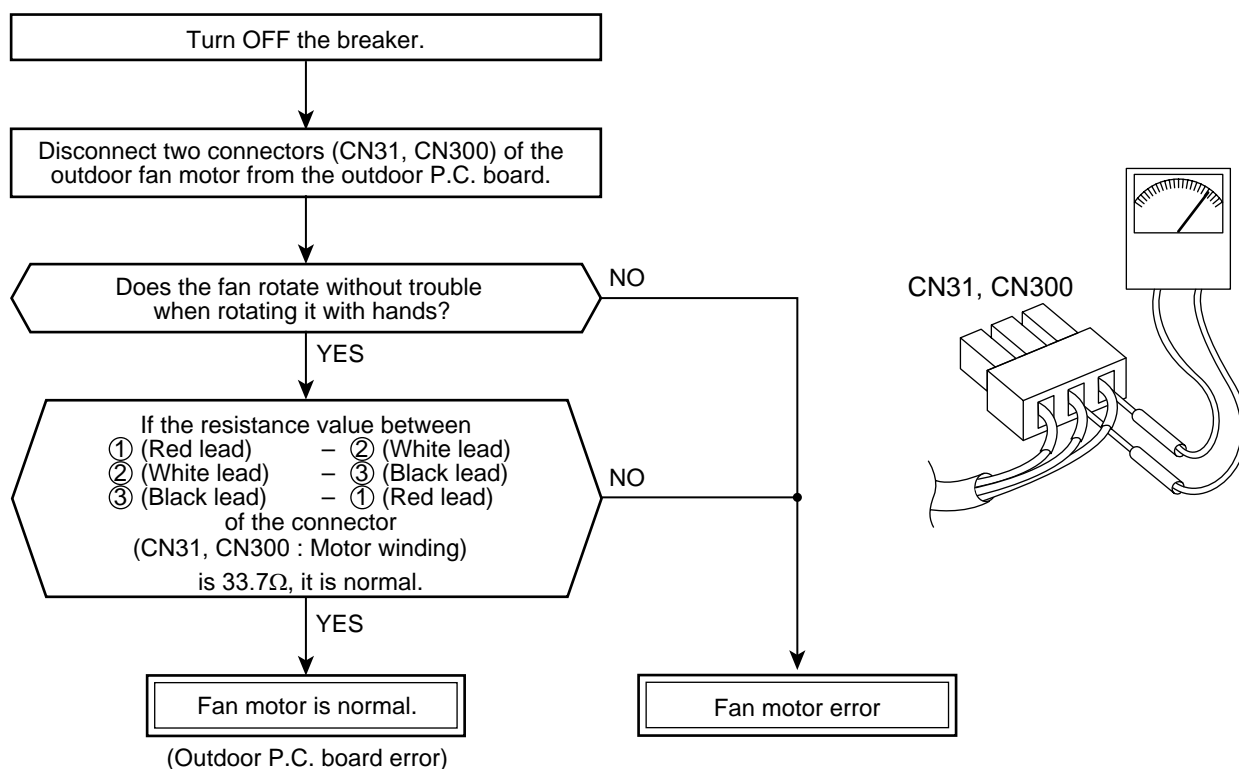 Turn OFF the breaker.
Disconnect two connectors (CN31, CN300) of the
outdoor fan motor from the outdoor P.C. board.
Does the fan rotate without trouble
when rotating it with hands?
NO
YES
If the resistance value between
① (Red lead) – ② (White lead)
② (White lead) – ③ (Black lead)
③ (Black lead) – ① (Red lead)
of the connector
(CN31, CN300 : Motor winding)
is 33.7Ω, it is normal.
NO
YES
Fan motor is normal.
(Outdoor P.C. board error)
Fan motor error
CN31, CN300